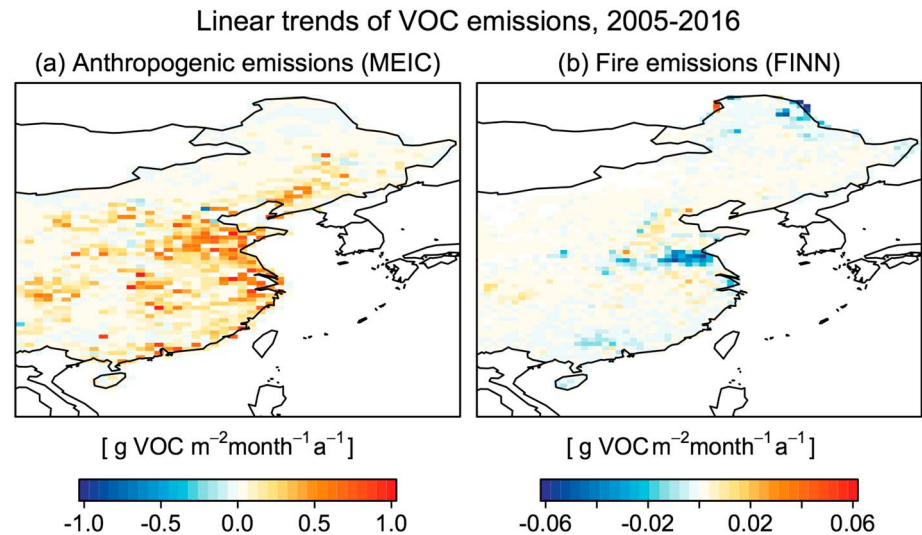 Linear trends of VOC emissions, 2005-2016
(a) Anthropogenic emissions (MEIC)
(b) Fire emissions (FINN)
[ g VOC m⁻²month⁻¹ a⁻¹ ]
[ g VOC m⁻²month⁻¹ a⁻¹ ]
-1.0 -0.5 0.0 0.5 1.0
-0.06 -0.02 0.02 0.06